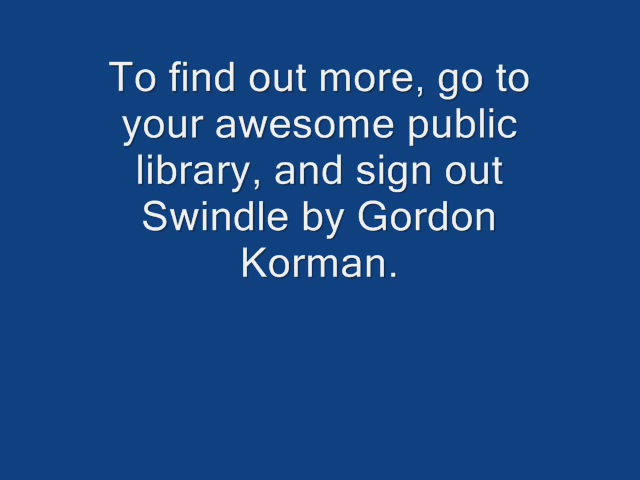 To find out more, go to
your awesome public
library, and sign out
Swindle by Gordon
Korman.